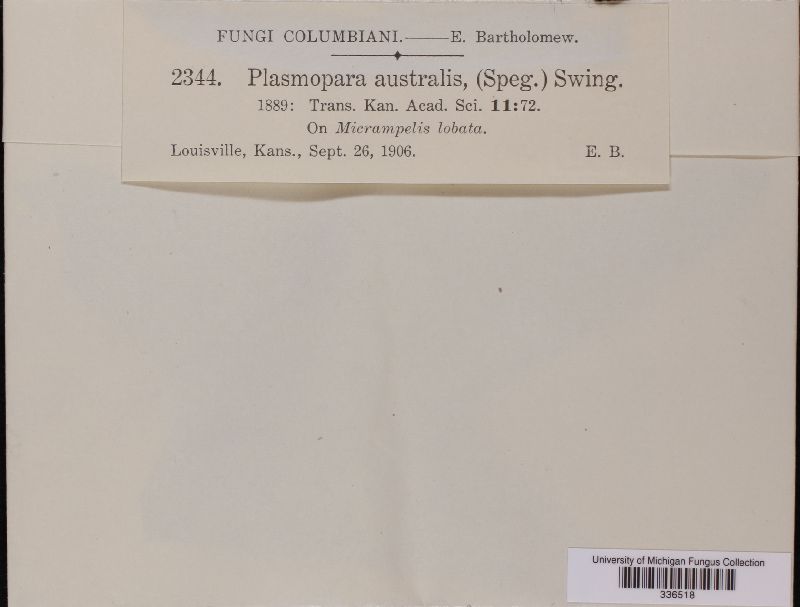 FUNGI COLUMBIANI.——E. Bartholomew.
2344. Plasmopara australis, (Speg.) Swing.
1889: Trans. Kan. Acad. Sci. 11:72.
On Micrampelis lobata.
Louisville, Kans., Sept. 26, 1906. E. B.
University of Michigan Fungus Collection
336518